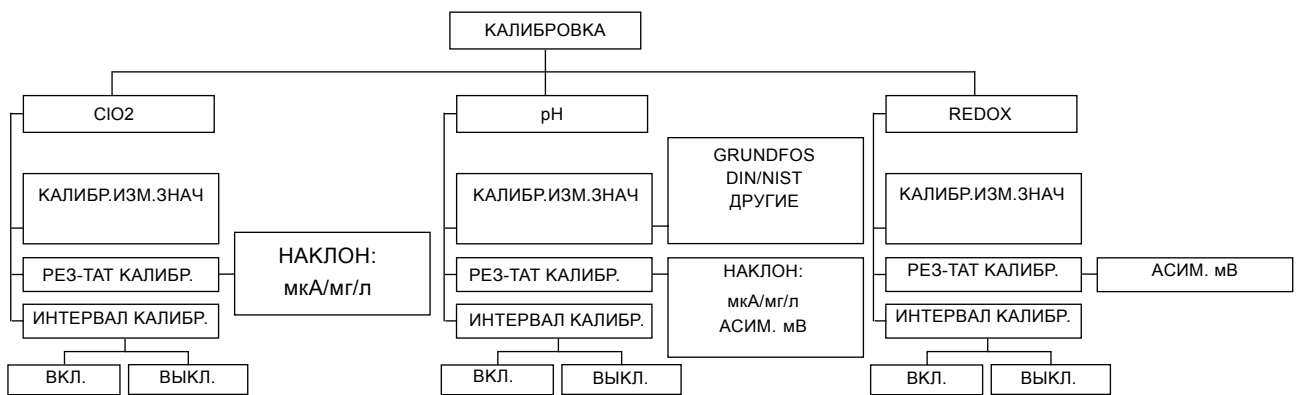 КАЛИБРОВКА
ClO2
pH
REDOX
GRUNDFOS
DIN/NIST
ДРУГИЕ
КАЛИБР.ИЗМ.ЗНАЧ
КАЛИБР.ИЗМ.ЗНАЧ
КАЛИБР.ИЗМ.ЗНАЧ
НАКЛОН:
мкА/мг/л
РЕЗ-ТАТ КАЛИБР.
РЕЗ-ТАТ КАЛИБР.
НАКЛОН:
мкА/мг/л
АСИМ. мВ
РЕЗ-ТАТ КАЛИБР.
АСИМ. мВ
ИНТЕРВАЛ КАЛИБР.
ИНТЕРВАЛ КАЛИБР.
ИНТЕРВАЛ КАЛИБР.
ВКЛ.
ВЫКЛ.
ВКЛ.
ВЫКЛ.
ВКЛ.
ВЫКЛ.